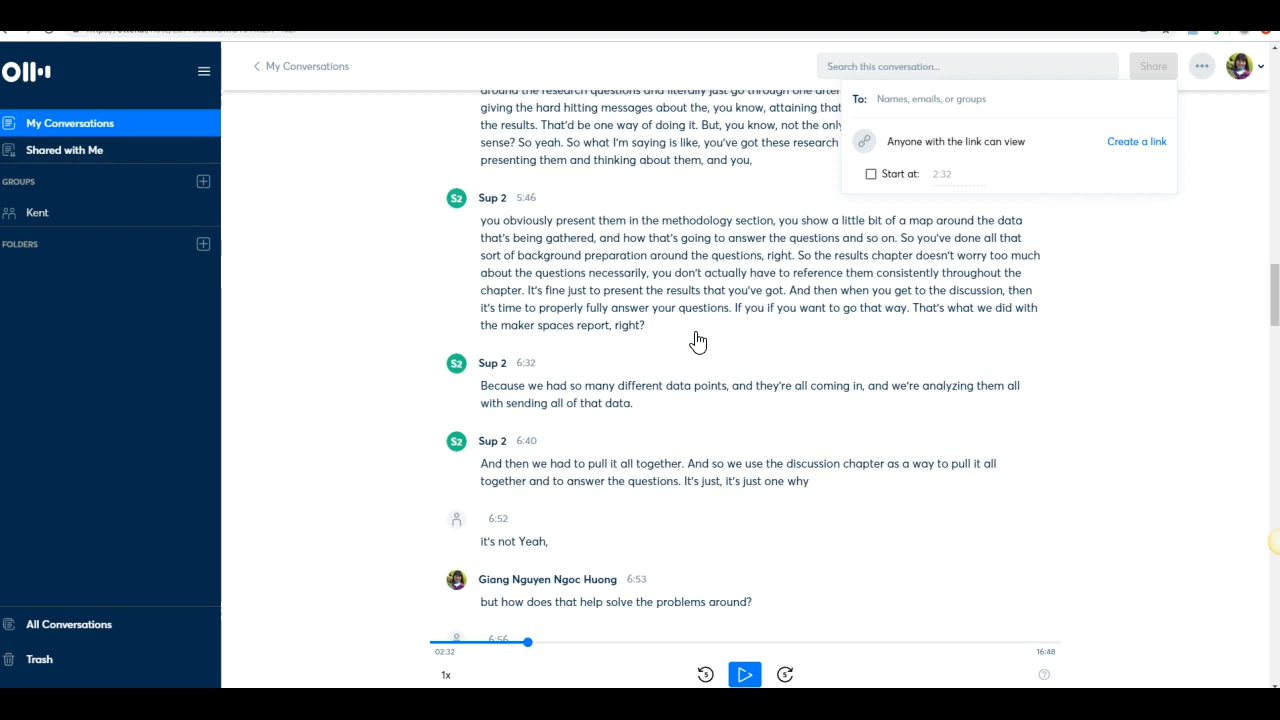 My Conversations
Search this conversation...
Share
My Conversations
Shared with Me
GROUPS
Kent
FOLDERS
All Conversations
Trash
To: Names, emails, or groups
Anyone with the link can view
Create a link
Start at: 2:32
around the research questions and literally just go through one after
giving the hard hitting messages about the, you know, attaining that
the results. That'd be one way of doing it. But, you know, not the only
sense? So yeah. So what I'm saying is like, you've got these research
presenting them and thinking about them, and you,
S2 Sup 2 5:46
you obviously present them in the methodology section, you show a little bit of a map around the data
that's being gathered, and how that's going to answer the questions and so on. So you've done all that
sort of background preparation around the questions, right. So the results chapter doesn't worry too much
about the questions necessarily, you don't actually have to reference them consistently throughout the
chapter. It's fine just to present the results that you've got. And then when you get to the discussion, then
it's time to properly fully answer your questions. If you if you want to go that way. That's what we did with
the maker spaces report, right?
S2 Sup 2 6:32
Because we had so many different data points, and they're all coming in, and we're analyzing them all
with sending all of that data.
S2 Sup 2 6:40
And then we had to pull it all together. And so we use the discussion chapter as a way to pull it all
together and to answer the questions. It's just, it's just one why
6:52
it's not Yeah,
Giang Nguyen Ngoc Huong 6:53
but how does that help solve the problems around?
6:56
02:32
16:48
1x
5
5